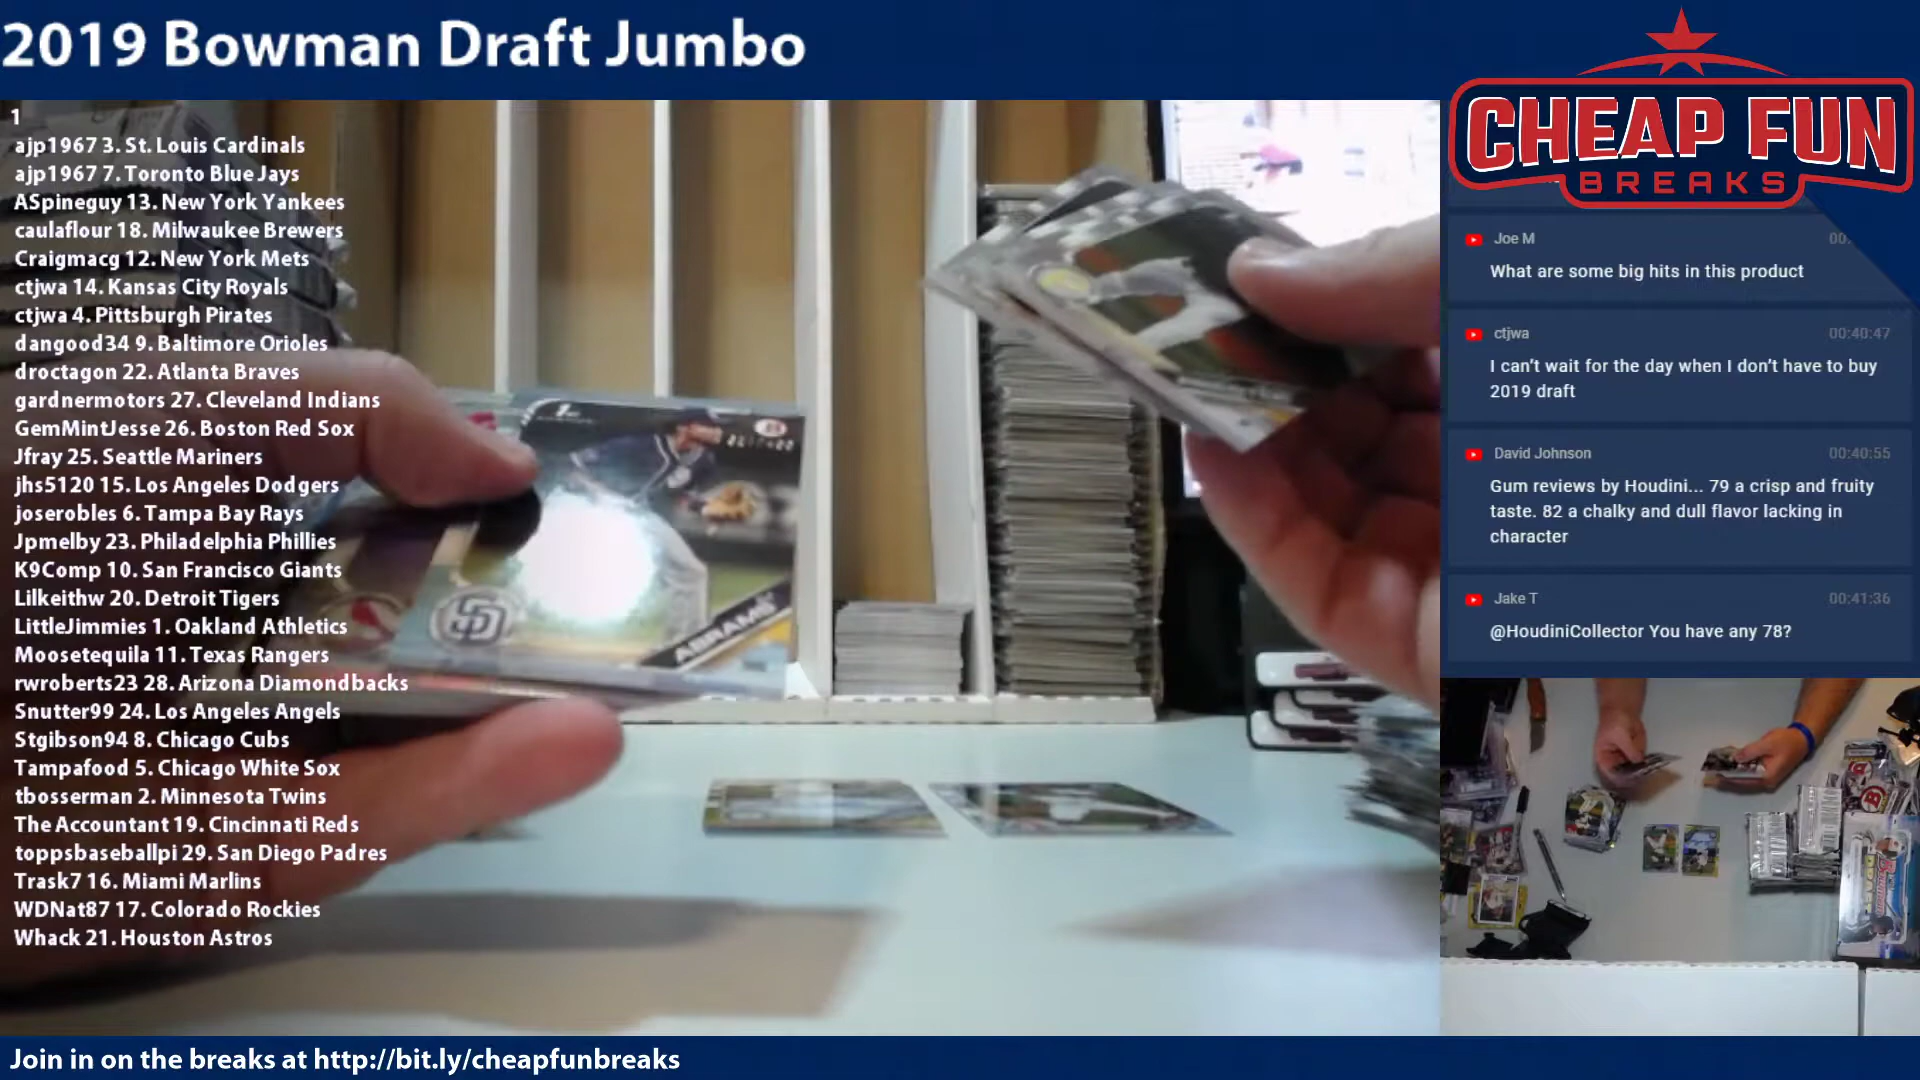 2019 Bowman Draft Jumbo
CHEAP FUN
BREAKS
1
ajp1967 3. St. Louis Cardinals
ajp1967 7. Toronto Blue Jays
ASpineguy 13. New York Yankees
caulaflour 18. Milwaukee Brewers
Craigmacg 12. New York Mets
ctjwa 14. Kansas City Royals
ctjwa 4. Pittsburgh Pirates
dangood34 9. Baltimore Orioles
droctagon 22. Atlanta Braves
gardnermotors 27. Cleveland Indians
GemMintJesse 26. Boston Red Sox
Jfray 25. Seattle Mariners
jhs5120 15. Los Angeles Dodgers
joserobles 6. Tampa Bay Rays
Jpmelby 23. Philadelphia Phillies
K9Comp 10. San Francisco Giants
Lilkeithw 20. Detroit Tigers
LittleJimmies 1. Oakland Athletics
Moosetequila 11. Texas Rangers
rwroberts23 28. Arizona Diamondbacks
Snutter99 24. Los Angeles Angels
Stgibson94 8. Chicago Cubs
Tampafood 5. Chicago White Sox
tbosserman 2. Minnesota Twins
The Accountant 19. Cincinnati Reds
toppsbaseballpi 29. San Diego Padres
Trask7 16. Miami Marlins
WDNat87 17. Colorado Rockies
Whack 21. Houston Astros
1st
SD
ABRAMS
Joe M 00:
What are some big hits in this product
ctjwa 00:40:47
I can't wait for the day when I don't have to buy
2019 draft
David Johnson 00:40:55
Gum reviews by Houdini... 79 a crisp and fruity
taste. 82 a chalky and dull flavor lacking in
character
Jake T 00:41:36
@HoudiniCollector You have any 78?
Bowman
DRAFT
Join in on the breaks at http://bit.ly/cheapfunbreaks